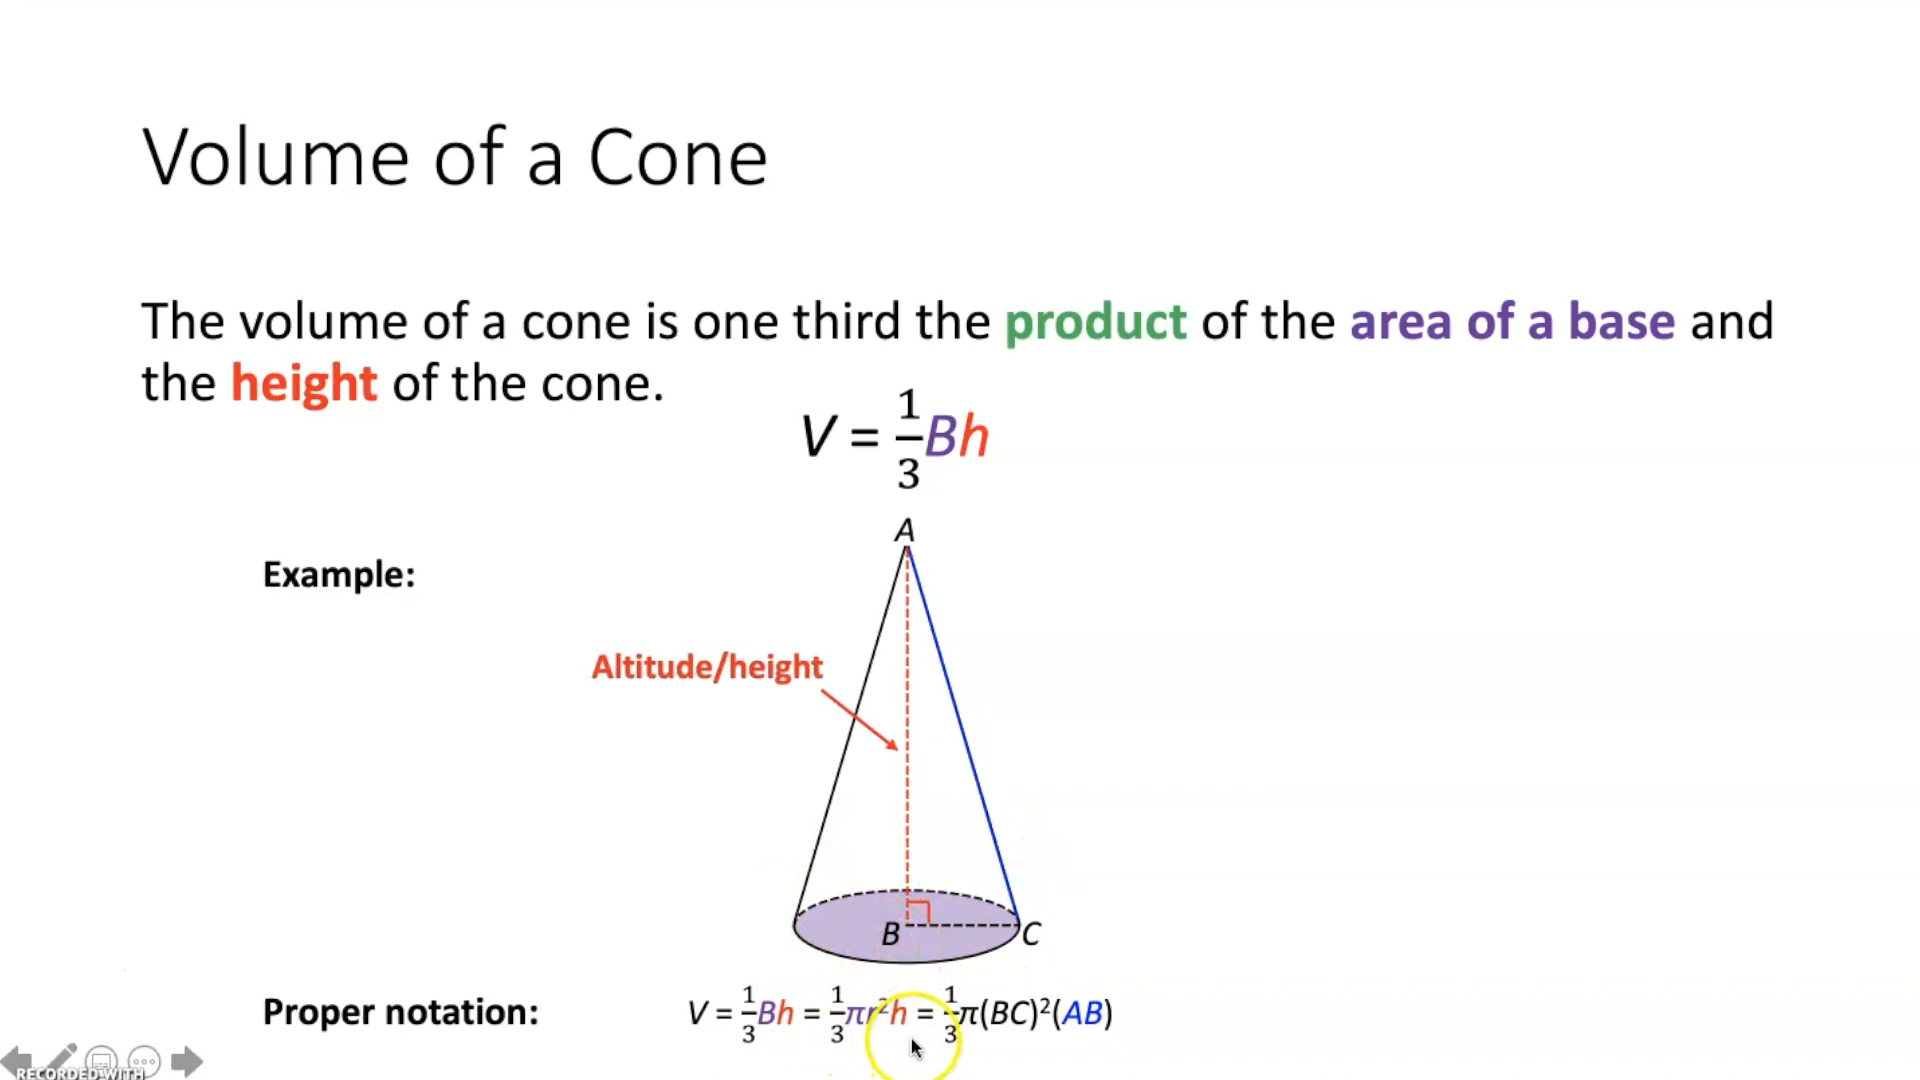 Volume of a Cone
The volume of a cone is one third the product of the area of a base and
the height of the cone.
V = 1/3 Bh
A
Example:
Altitude/height
B
C
Proper notation: V = 1/3 Bh = 1/3 πr²h = 1/3 π(BC)²(AB)
RECORDED WITH